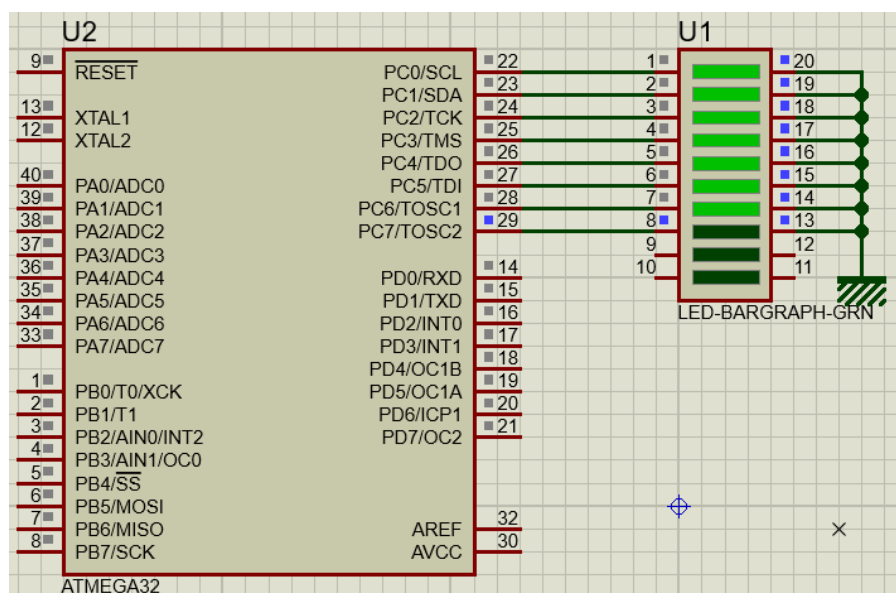 U2
9
RESET
13
XTAL1
12
XTAL2
40
PA0/ADC0
39
PA1/ADC1
38
PA2/ADC2
37
PA3/ADC3
36
PA4/ADC4
35
PA5/ADC5
34
PA6/ADC6
33
PA7/ADC7
1
PB0/T0/XCK
2
PB1/T1
3
PB2/AIN0/INT2
4
PB3/AIN1/OC0
5
PB4/SS
6
PB5/MOSI
7
PB6/MISO
8
PB7/SCK
PC0/SCL
22
PC1/SDA
23
PC2/TCK
24
PC3/TMS
25
PC4/TDO
26
PC5/TDI
27
PC6/TOSC1
28
PC7/TOSC2
29
PD0/RXD
14
PD1/TXD
15
PD2/INT0
16
PD3/INT1
17
PD4/OC1B
18
PD5/OC1A
19
PD6/ICP1
20
PD7/OC2
21
AREF
32
AVCC
30
ATMEGA32
U1
1
2
3
4
5
6
7
8
9
10
20
19
18
17
16
15
14
13
12
11
LED-BARGRAPH-GRN